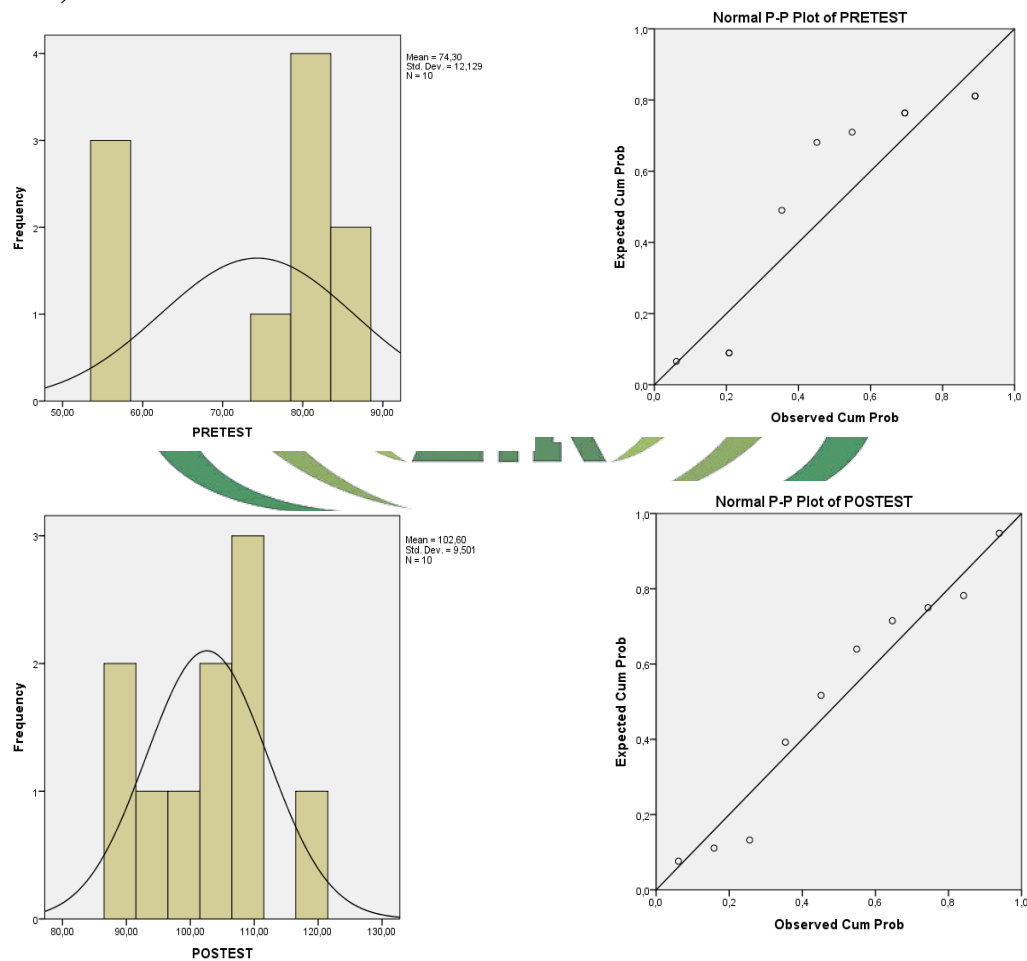 Mean = 74,30
Std. Dev. = 12,129
N = 10
Frequency
4
3
2
1
0
50,00 60,00 70,00 80,00 90,00
PRETEST
Normal P-P Plot of PRETEST
Expected Cum Prob
1,0
0,8
0,6
0,4
0,2
0,0
0,0 0,2 0,4 0,6 0,8 1,0
Observed Cum Prob
Mean = 102,60
Std. Dev. = 9,501
N = 10
Frequency
3
2
1
0
80,00 90,00 100,00 110,00 120,00 130,00
POSTEST
Normal P-P Plot of POSTEST
Expected Cum Prob
1,0
0,8
0,6
0,4
0,2
0,0
0,0 0,2 0,4 0,6 0,8 1,0
Observed Cum Prob